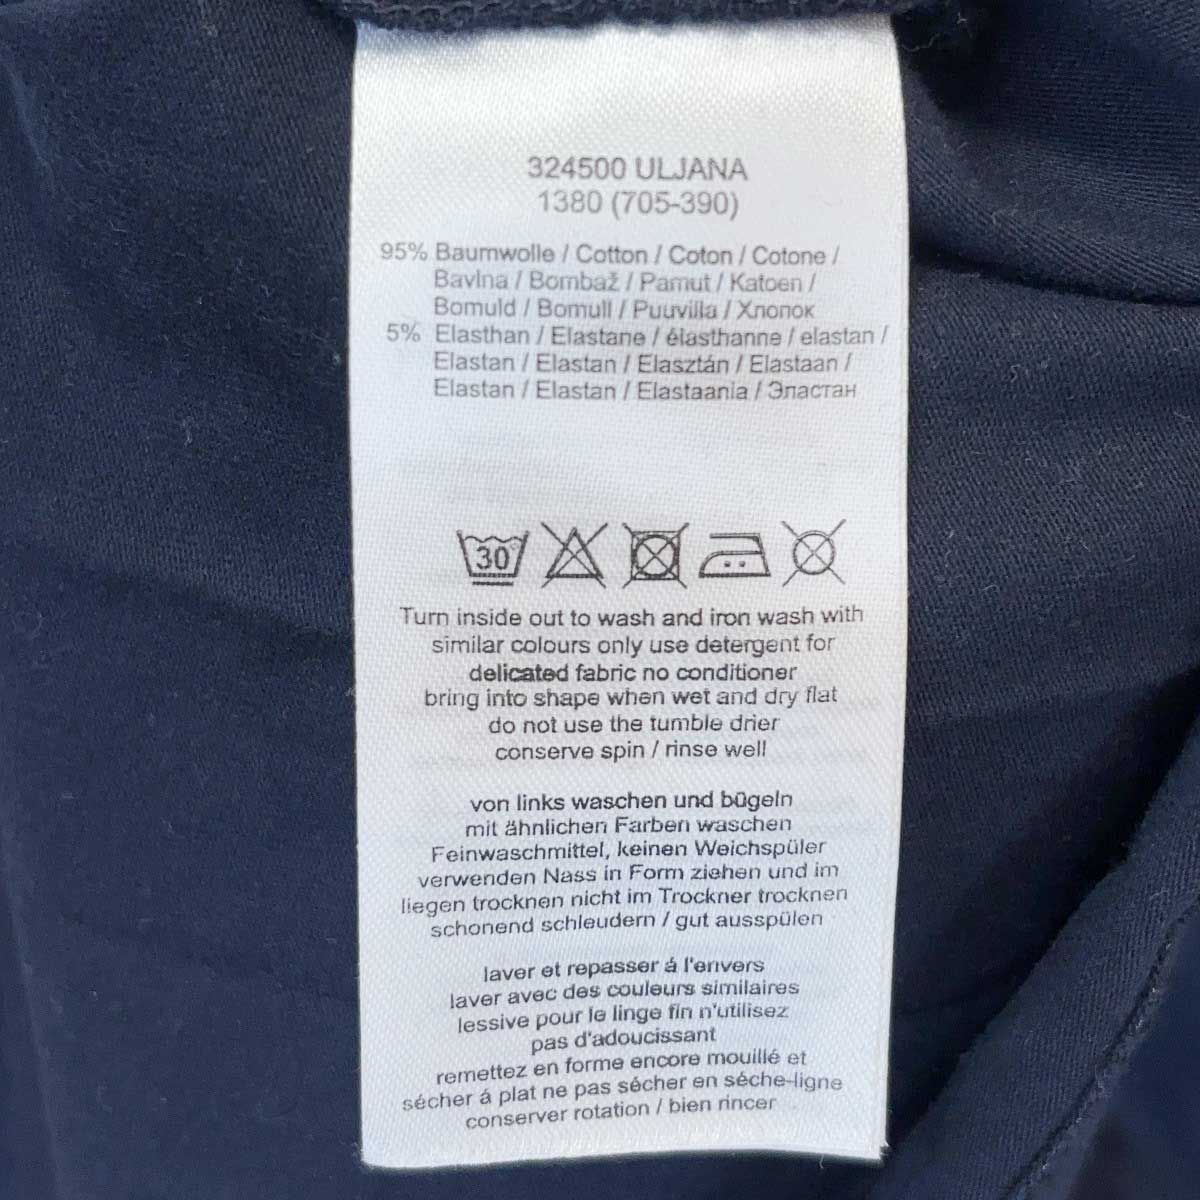 324500 ULJANA
1380 (705-390)
95% Baumwolle / Cotton / Coton / Cotone /
Bavlna / Bombaž / Pamut / Katoen /
Bomuld / Bomull / Puuvilla / Хлопок
5% Elasthan / Elastane / élasthanne / elastan /
Elastan / Elastan / Elasztán / Elastaan /
Elastan / Elastan / Elastaania / Эластан
30°
Turn inside out to wash and iron wash with
similar colours only use detergent for
delicated fabric no conditioner
bring into shape when wet and dry flat
do not use the tumble drier
conserve spin / rinse well
von links waschen und bügeln
mit ähnlichen Farben waschen
Feinwaschmittel, keinen Weichspüler
verwenden Nass in Form ziehen und im
liegen trocknen nicht im Trockner trocknen
schonend schleudern / gut ausspülen
laver et repasser á l'envers
laver avec des couleurs similaires
lessive pour le linge fin n'utilisez
pas d'adoucissant
remettez en forme encore mouillé et
sécher á plat ne pas sécher en séche-ligne
conserver rotation / bien rincer